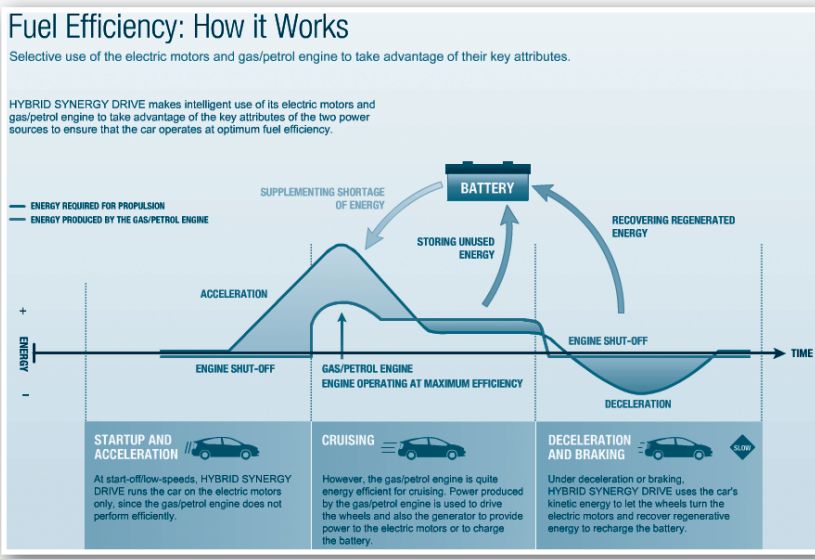 Fuel Efficiency: How it Works
Selective use of the electric motors and gas/petrol engine to take advantage of their key attributes.
HYBRID SYNERGY DRIVE makes intelligent use of its electric motors and
gas/petrol engine to take advantage of the key attributes of the two power
sources to ensure that the car operates at optimum fuel efficiency.
ENERGY REQUIRED FOR PROPULSION
ENERGY PRODUCED BY THE GAS/PETROL ENGINE
SUPPLEMENTING SHORTAGE
OF ENERGY
BATTERY
STORING UNUSED
ENERGY
RECOVERING REGENERATED
ENERGY
ACCELERATION
+
ENERGY
−
ENGINE SHUT-OFF
GAS/PETROL ENGINE
ENGINE OPERATING AT MAXIMUM EFFICIENCY
ENGINE SHUT-OFF
TIME
DECELERATION
STARTUP AND
ACCELERATION
At start-off/low-speeds, HYBRID SYNERGY
DRIVE runs the car on the electric motors
only, since the gas/petrol engine does not
perform efficiently.
CRUISING
However, the gas/petrol engine is quite
energy efficient for cruising. Power produced
by the gas/petrol engine is used to drive
the wheels and also the generator to provide
power to the electric motors or to charge
the battery.
DECELERATION
AND BRAKING
SLOW
Under deceleration or braking,
HYBRID SYNERGY DRIVE uses the car's
kinetic energy to let the wheels turn the
electric motors and recover regenerative
energy to recharge the battery.